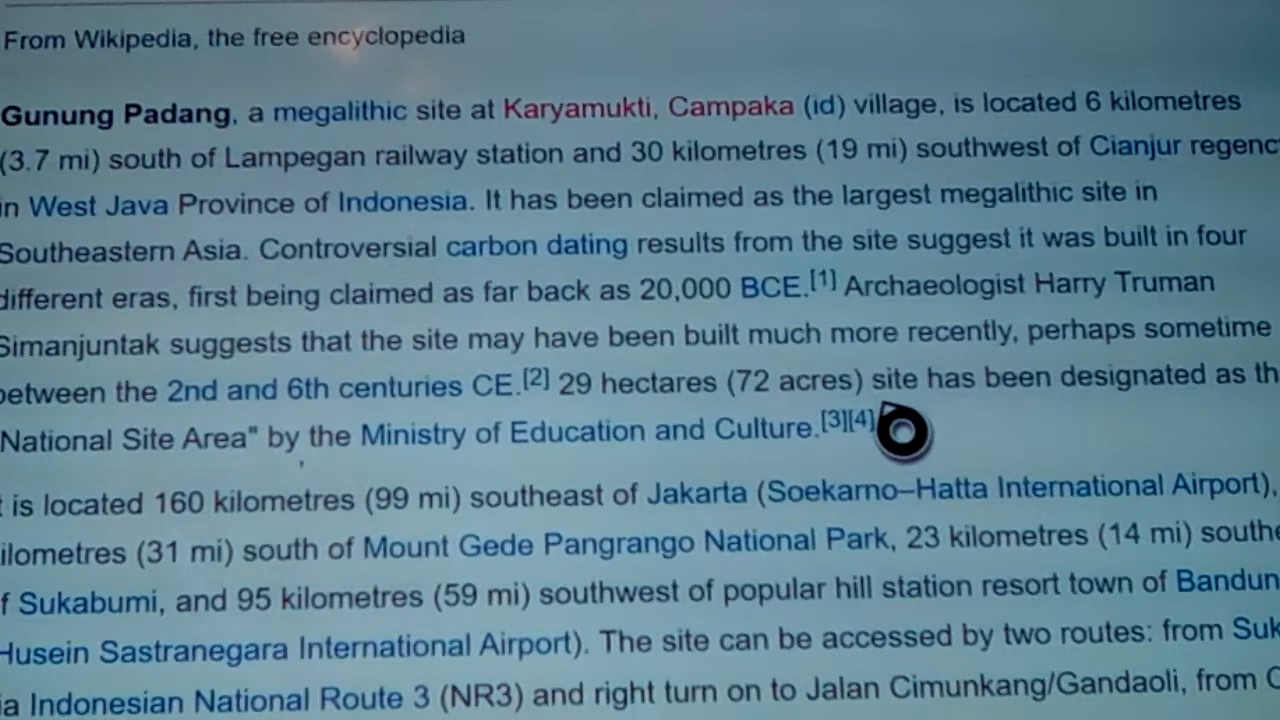 From Wikipedia, the free encyclopedia
Gunung Padang, a megalithic site at Karyamukti, Campaka (id) village, is located 6 kilometres
(3.7 mi) south of Lampegan railway station and 30 kilometres (19 mi) southwest of Cianjur regenc
in West Java Province of Indonesia. It has been claimed as the largest megalithic site in
Southeastern Asia. Controversial carbon dating results from the site suggest it was built in four
different eras, first being claimed as far back as 20,000 BCE.[1] Archaeologist Harry Truman
Simanjuntak suggests that the site may have been built much more recently, perhaps sometime
between the 2nd and 6th centuries CE.[2] 29 hectares (72 acres) site has been designated as th
National Site Area" by the Ministry of Education and Culture.[3][4]
t is located 160 kilometres (99 mi) southeast of Jakarta (Soekarno–Hatta International Airport),
ilometres (31 mi) south of Mount Gede Pangrango National Park, 23 kilometres (14 mi) southe
f Sukabumi, and 95 kilometres (59 mi) southwest of popular hill station resort town of Bandun
Husein Sastranegara International Airport). The site can be accessed by two routes: from Suk
ia Indonesian National Route 3 (NR3) and right turn on to Jalan Cimunkang/Gandaoli, from C